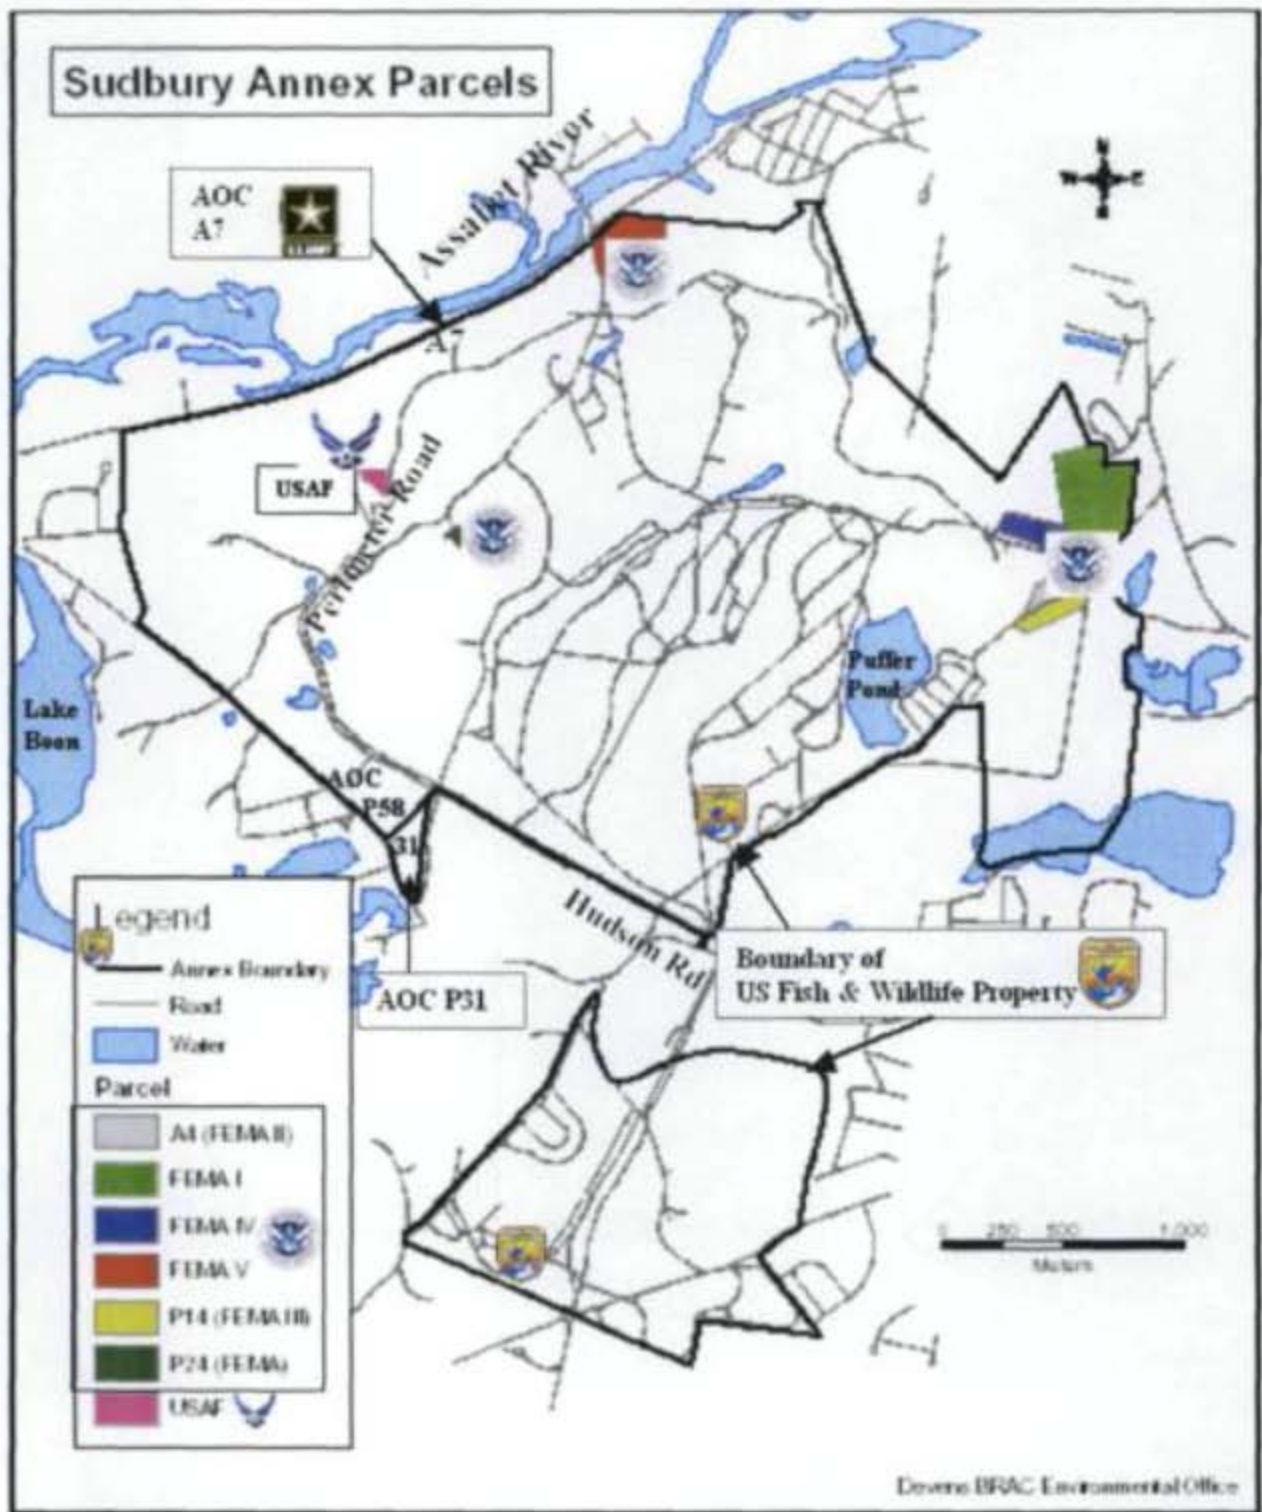 Sudbury Annex Parcels
AOC
A7
Assabet River
N
W E
S
A7
USAF
Perimeter Road
Puffer
Pond
Lake
Boon
AOC
P58
31
Hudson Rd
AOC P31
Boundary of
US Fish & Wildlife Property
Legend
Annex Boundary
Road
Water
Parcel
A4 (FEMA II)
FEMA I
FEMA IV
FEMA V
P14 (FEMA III)
P24 (FEMA)
USAF
0 250 500 1,000
Meters
Devens BRAC Environmental Office